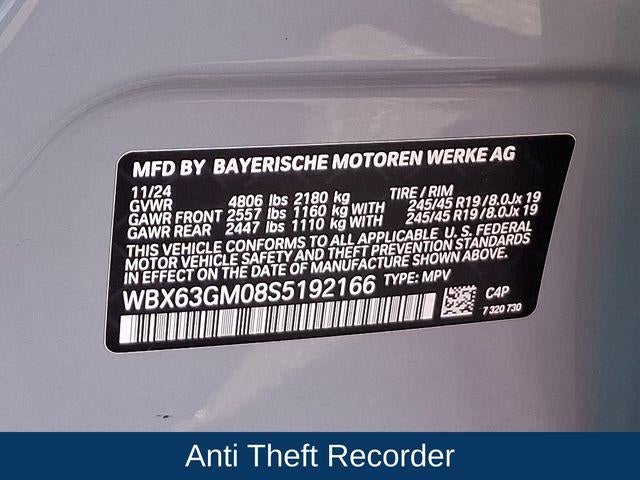 MFD BY BAYERISCHE MOTOREN WERKE AG
11/24 TIRE / RIM
GVWR 4806 lbs 2180 kg
GAWR FRONT 2557 lbs 1160 kg WITH 245/45 R19/8.0Jx 19
GAWR REAR 2447 lbs 1110 kg WITH 245/45 R19/8.0Jx 19
THIS VEHICLE CONFORMS TO ALL APPLICABLE U.S. FEDERAL
MOTOR VEHICLE SAFETY AND THEFT PREVENTION STANDARDS
IN EFFECT ON THE DATE OF MANUFACTURE SHOWN ABOVE.
WBX63GM08S5192166 TYPE: MPV
C4P
7 320 730
Anti Theft Recorder